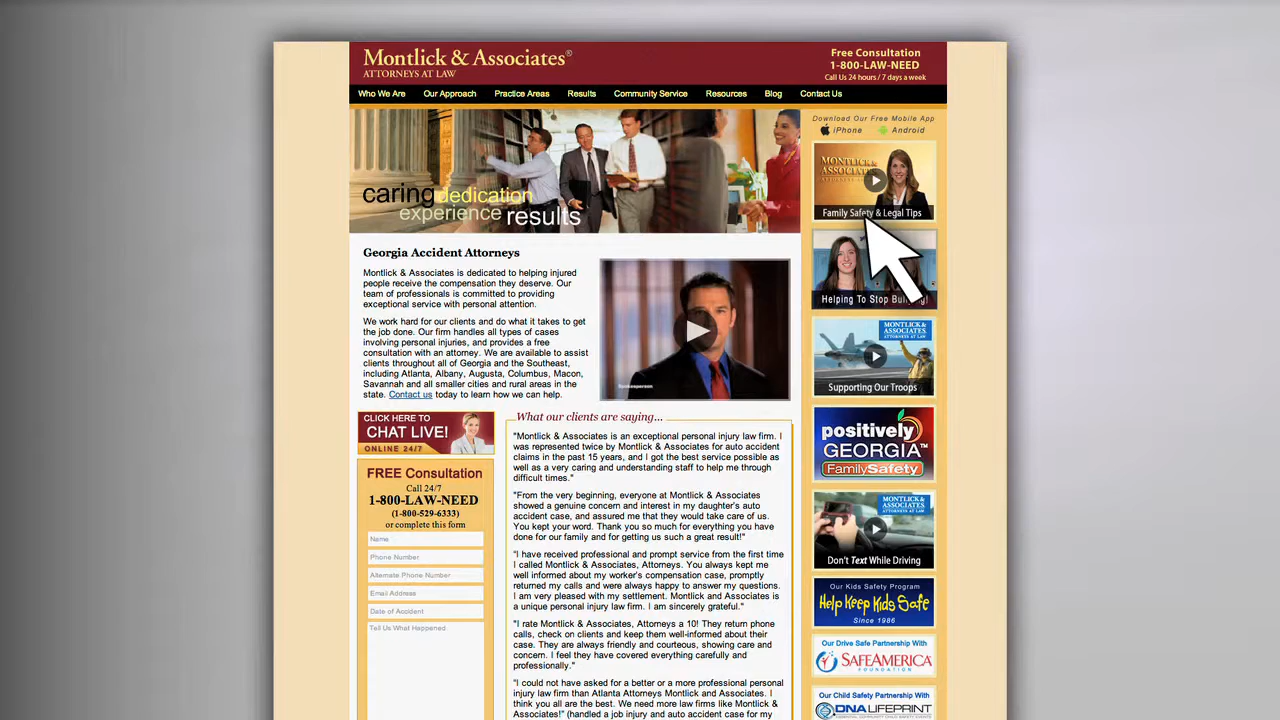 Montlick & Associates®
ATTORNEYS AT LAW
Free Consultation
1-800-LAW-NEED
Call Us 24 hours / 7 days a week
Who We Are Our Approach Practice Areas Results Community Service Resources Blog Contact Us
caring dedication
experience results
Georgia Accident Attorneys
Montlick & Associates is dedicated to helping injured
people receive the compensation they deserve. Our
team of professionals is committed to providing
exceptional service with personal attention.
We work hard for our clients and do what it takes to get
the job done. Our firm handles all types of cases
involving personal injuries, and provides a free
consultation with an attorney. We are available to assist
clients throughout all of Georgia and the Southeast,
including Atlanta, Albany, Augusta, Columbus, Macon,
Savannah and all smaller cities and rural areas in the
state. Contact us today to learn how we can help.
Spokesperson
CLICK HERE TO
CHAT LIVE!
ONLINE 24/7
FREE Consultation
Call 24/7
1-800-LAW-NEED
(1-800-529-6333)
or complete this form
Name
Phone Number
Alternate Phone Number
Email Address
Date of Accident
Tell Us What Happened
What our clients are saying...
"Montlick & Associates is an exceptional personal injury law firm. I
was represented twice by Montlick & Associates for auto accident
claims in the past 15 years, and I got the best service possible as
well as a very caring and understanding staff to help me through
difficult times."
"From the very beginning, everyone at Montlick & Associates
showed a genuine concern and interest in my daughter's auto
accident case, and assured me that they would take care of us.
You kept your word. Thank you so much for everything you have
done for our family and for getting us such a great result!"
"I have received professional and prompt service from the first time
I called Montlick & Associates, Attorneys. You always kept me
well informed about my worker's compensation case, promptly
returned my calls and were always happy to answer my questions.
I am very pleased with my settlement. Montlick and Associates is
a unique personal injury law firm. I am sincerely grateful."
"I rate Montlick & Associates, Attorneys a 10! They return phone
calls, check on clients and keep them well-informed about their
case. They are always friendly and courteous, showing care and
concern. I feel they have covered everything carefully and
professionally."
"I could not have asked for a better or a more professional personal
injury law firm than Atlanta Attorneys Montlick and Associates. I
think you all are the best. We need more law firms like Montlick &
Associates!" (handled a job injury and auto accident case for my
Download Our Free Mobile App
iPhone Android
MONTLICK &
ASSOCIATES
Family Safety & Legal Tips
Helping To Stop Bullying!
MONTLICK &
ASSOCIATES
ATTORNEYS AT LAW
Supporting Our Troops
positively
GEORGIA™
FamilySafety
MONTLICK &
ASSOCIATES
ATTORNEYS AT LAW
Don't Text While Driving
Our Kids Safety Program
Help Keep Kids Safe
Since 1986
Our Drive Safe Partnership With
SAFEAMERICA
FOUNDATION
Our Child Safety Partnership With
DNA LIFEPRINT